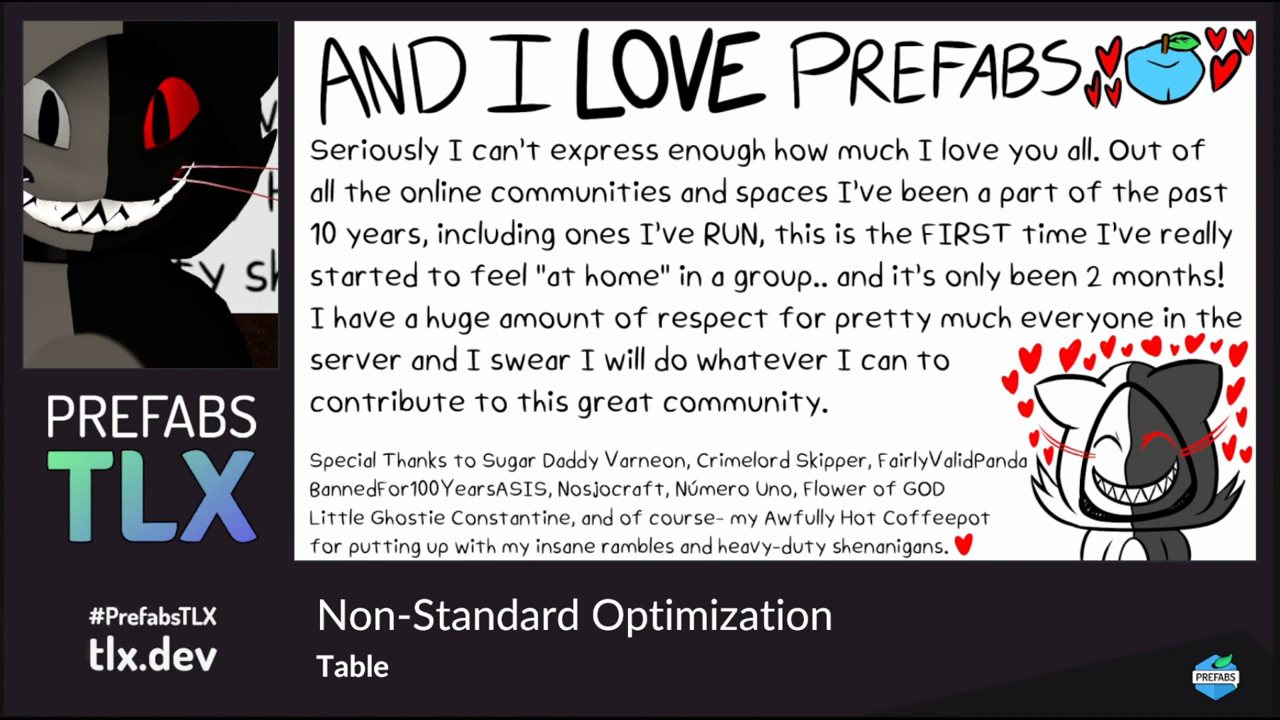 AND I LOVE PREFABS
Seriously I can't express enough how much I love you all. Out of
all the online communities and spaces I've been a part of the past
10 years, including ones I've RUN, this is the FIRST time I've really
started to feel "at home" in a group.. and it's only been 2 months!
I have a huge amount of respect for pretty much everyone in the
server and I swear I will do whatever I can to
contribute to this great community.
Special Thanks to Sugar Daddy Varneon, Crimelord Skipper, FairlyValidPanda
BannedFor100YearsASIS, Nosjocraft, Número Uno, Flower of GOD
Little Ghostie Constantine, and of course- my Awfully Hot Coffeepot
for putting up with my insane rambles and heavy-duty shenanigans.
PREFABS
TLX
#PrefabsTLX
tlx.dev
Non-Standard Optimization
Table
PREFABS